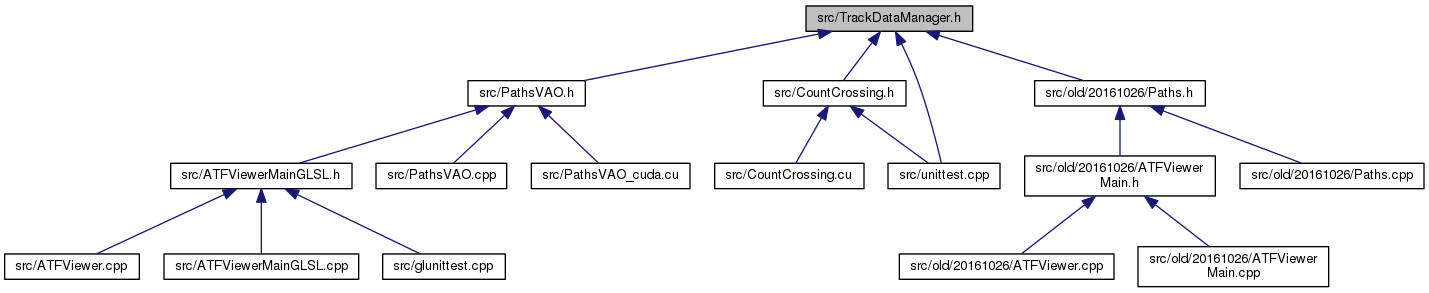 src/TrackDataManager.h
src/PathsVAO.h
src/CountCrossing.h
src/old/20161026/Paths.h
src/ATFViewerMainGLSL.h
src/PathsVAO.cpp
src/PathsVAO_cuda.cu
src/CountCrossing.cu
src/unittest.cpp
src/old/20161026/ATFViewer
Main.h
src/old/20161026/Paths.cpp
src/ATFViewer.cpp
src/ATFViewerMainGLSL.cpp
src/glunittest.cpp
src/old/20161026/ATFViewer.cpp
src/old/20161026/ATFViewer
Main.cpp